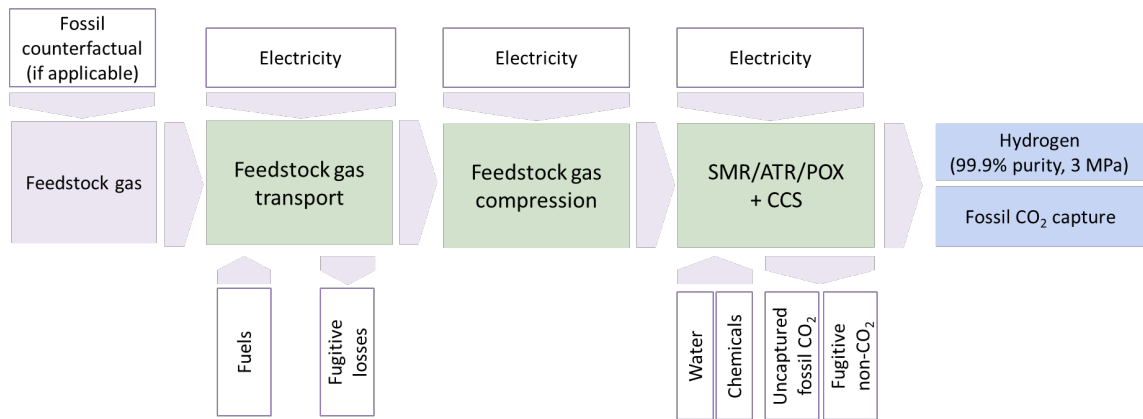 Fossil
counterfactual
(if applicable)
Electricity
Electricity
Electricity
Feedstock gas
Feedstock gas
transport
Feedstock gas
compression
SMR/ATR/POX
+ CCS
Hydrogen
(99.9% purity, 3 MPa)
Fossil CO₂ capture
Fuels
Fugitive
losses
Water
Chemicals
Uncaptured
fossil CO₂
Fugitive
non-CO₂